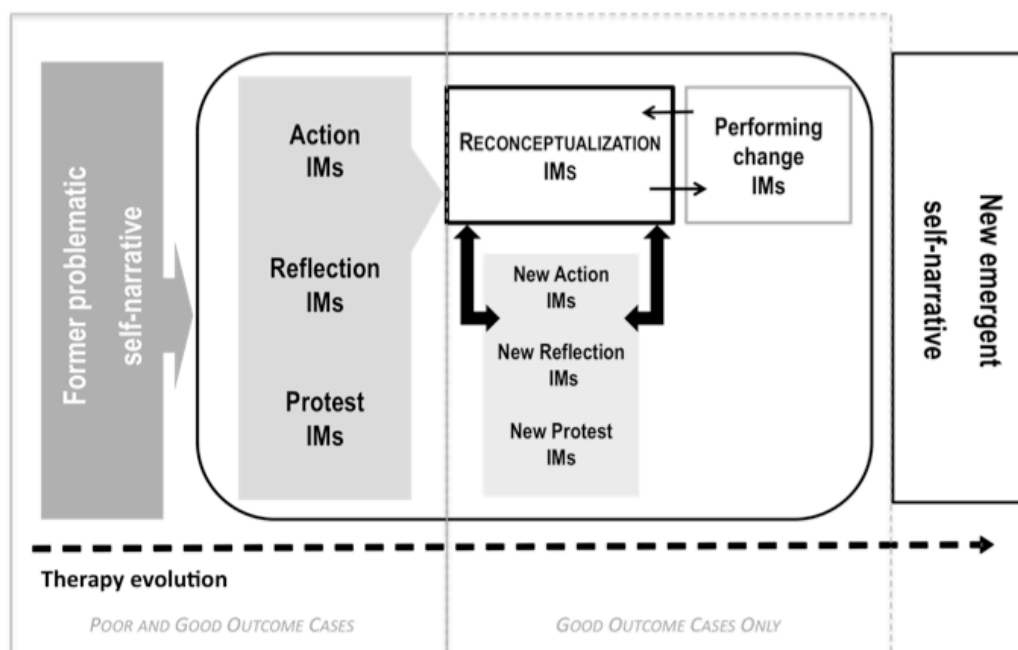 Former problematic
self-narrative
Action
IMs
Reflection
IMs
Protest
IMs
RECONCEPTUALIZATION
IMs
Performing
change
IMs
New Action
IMs
New Reflection
IMs
New Protest
IMs
New emergent
self-narrative
Therapy evolution
POOR AND GOOD OUTCOME CASES
GOOD OUTCOME CASES ONLY